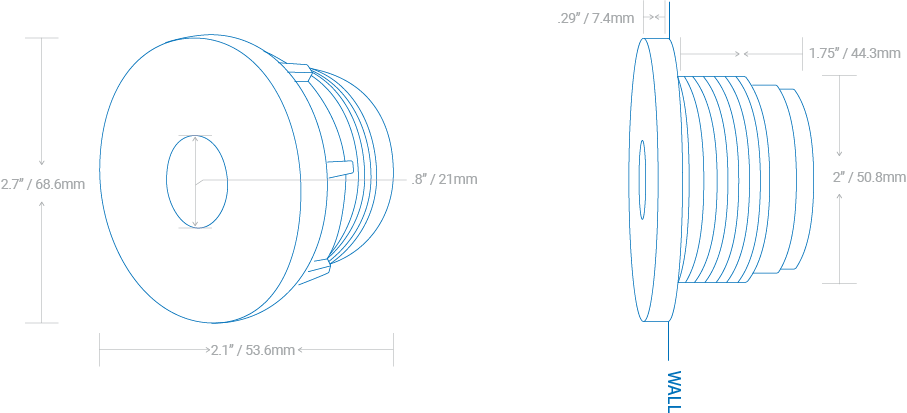 .29” / 7.4mm
1.75” / 44.3mm
2.7” / 68.6mm
.8” / 21mm
2” / 50.8mm
2.1” / 53.6mm
WALL